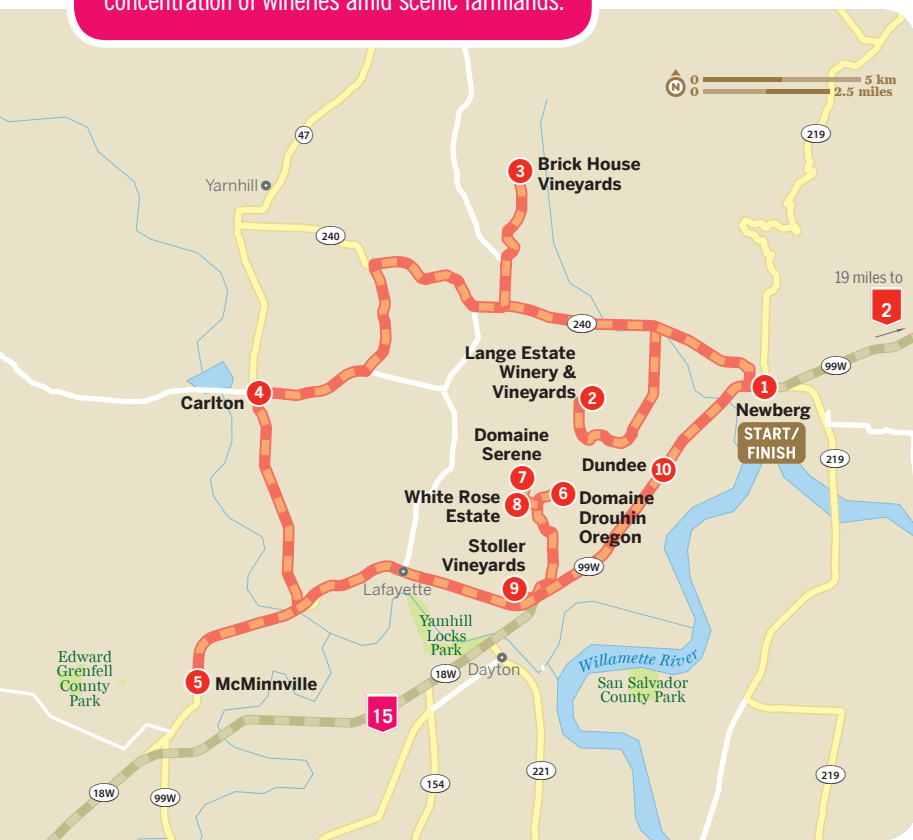 concentration of wineries amid scenic farmlands.
N
0
5 km
0
2.5 miles
47
219
3
Brick House
Vineyards
Yarnhill
240
19 miles to
2
240
99W
Lange Estate
Winery &
Vineyards
2
1
Newberg
START/
FINISH
4
Carlton
Domaine
Serene
7
Dundee
10
219
White Rose
Estate
8
6
Domaine
Drouhin
Oregon
Stoller
Vineyards
9
99W
Lafayette
Yamhill
Locks
Park
Dayton
18W
Willamette River
San Salvador
County Park
Edward
Grenfell
County
Park
5
McMinnville
15
18W
99W
154
221
219